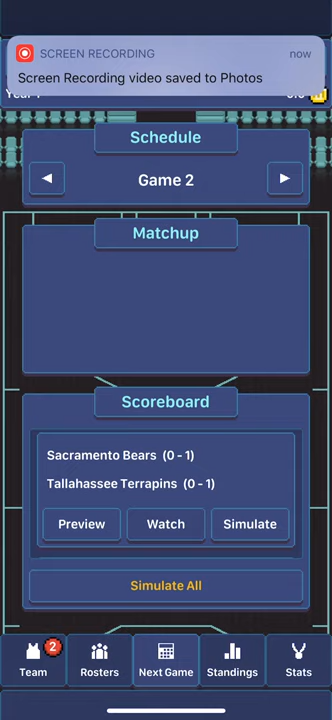 SCREEN RECORDING
now
Screen Recording video saved to Photos
Schedule
Game 2
Matchup
Scoreboard
Sacramento Bears (0 - 1)
Tallahassee Terrapins (0 - 1)
Preview
Watch
Simulate
Simulate All
2
Team
Rosters
Next Game
Standings
Stats